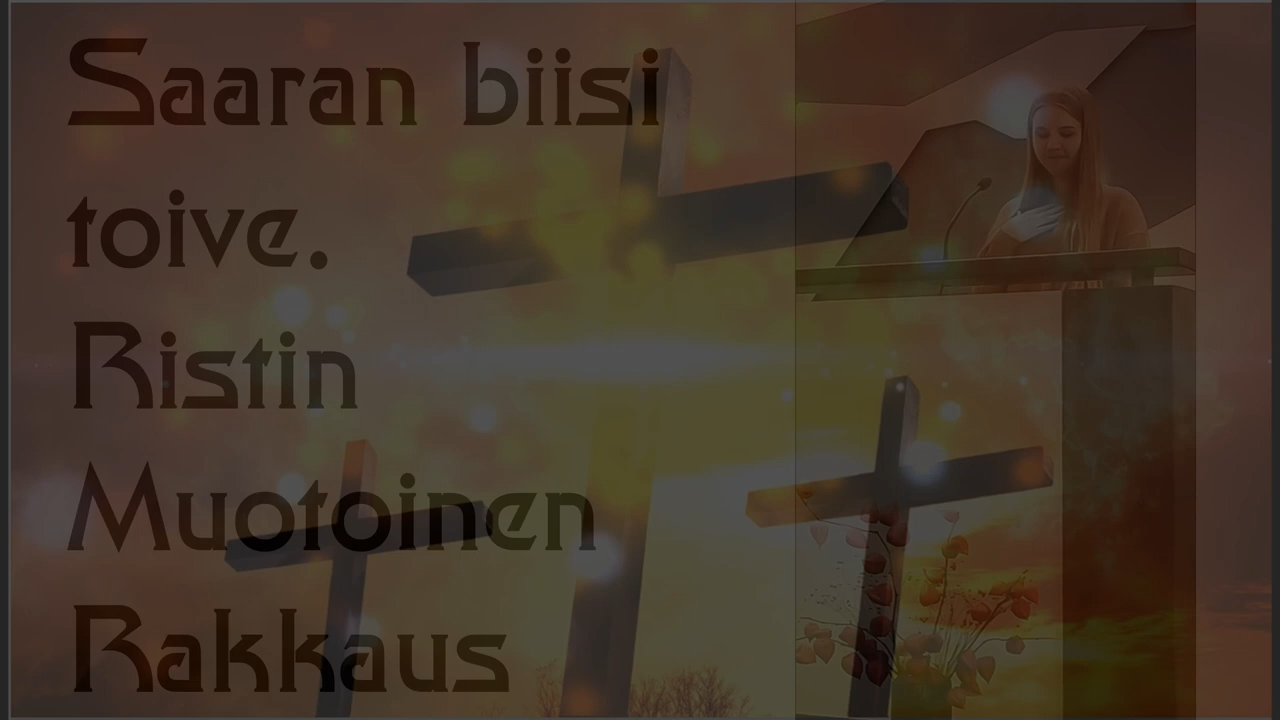 Saaran biisi
toive.
Ristin
Muotoinen
Rakkaus